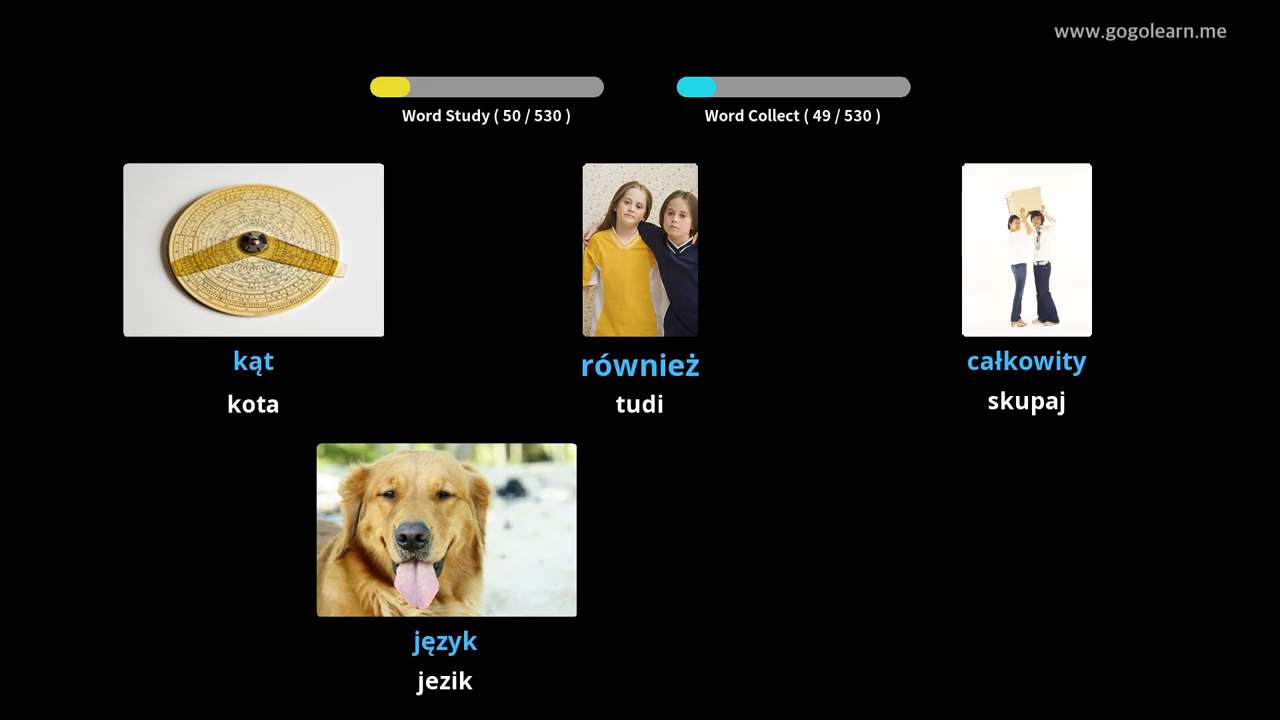 www.gogolearn.me
Word Study ( 50 / 530 )
Word Collect ( 49 / 530 )
kąt
kota
również
tudi
całkowity
skupaj
język
jezik